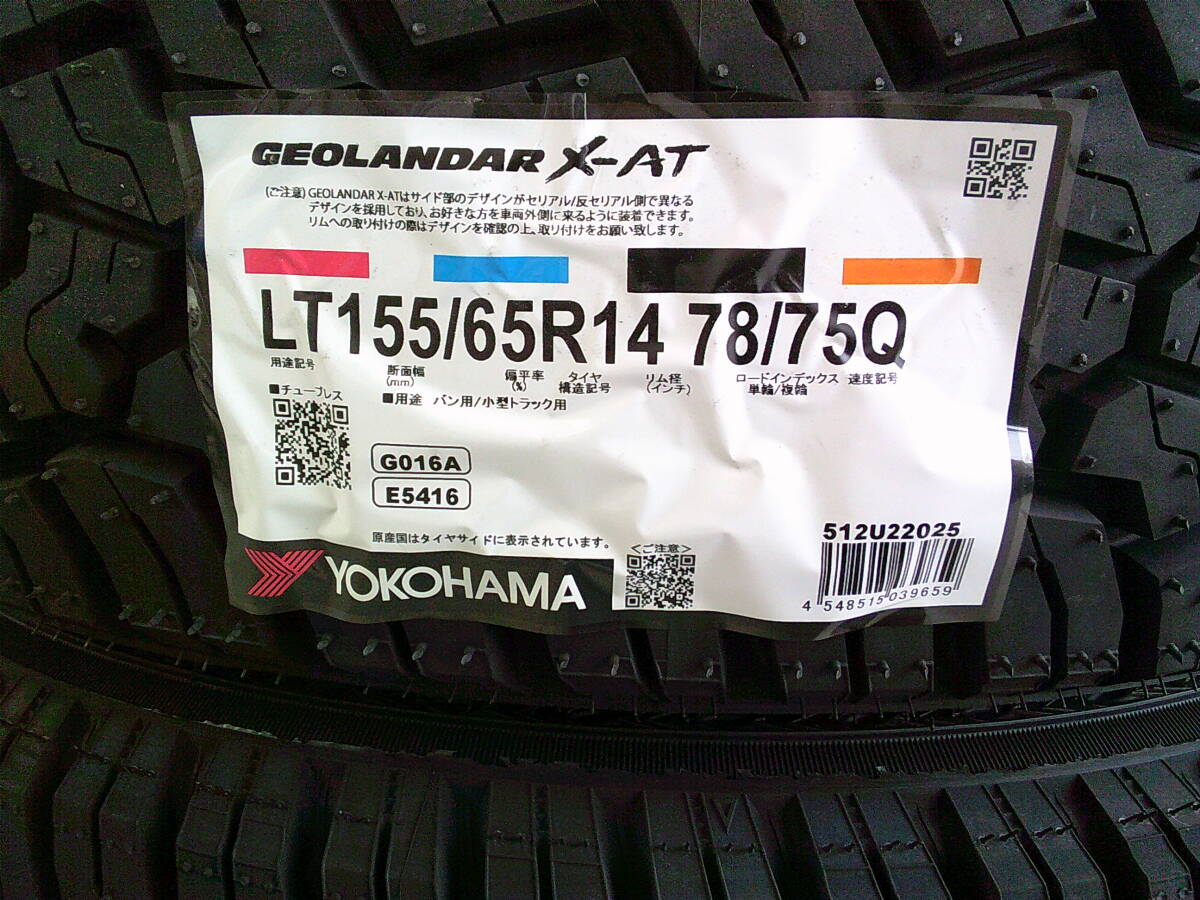 GEOLANDAR X-AT
(ご注意) GEOLANDAR X-ATはサイド部のデザインがセリアル/反セリアル側で異なる
デザインを採用しており、お好きな方を車両外側に来るように装着できます。
リムへの取り付けの際はデザインを確認の上、取り付けをお願い致します。
LT155/65R14 78/75Q
用途記号 断面幅 (mm) 偏平率 (%) タイヤ 構造記号 リム径 (インチ) ロードインデックス 単輪/複輪 速度記号
■チューブレス ■用途 バン用/小型トラック用
G016A
E5416
512U22025
原産国はタイヤサイドに表示されています。
<ご注意>
YOKOHAMA
4 548515 039659